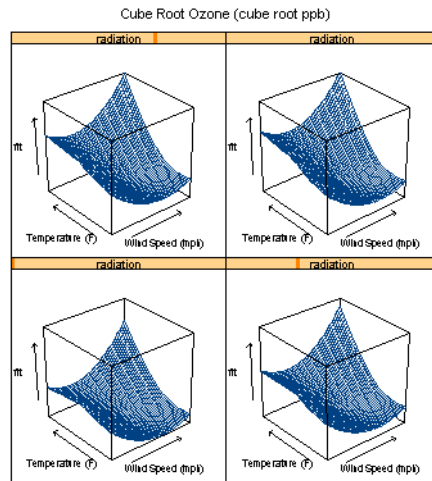 Cube Root Ozone (cube root ppb)
radiation
radiation
fit
Temperature (F)
Wind Speed (mph)
fit
Temperature (F)
Wind Speed (mph)
radiation
radiation
fit
Temperature (F)
Wind Speed (mph)
fit
Temperature (F)
Wind Speed (mph)